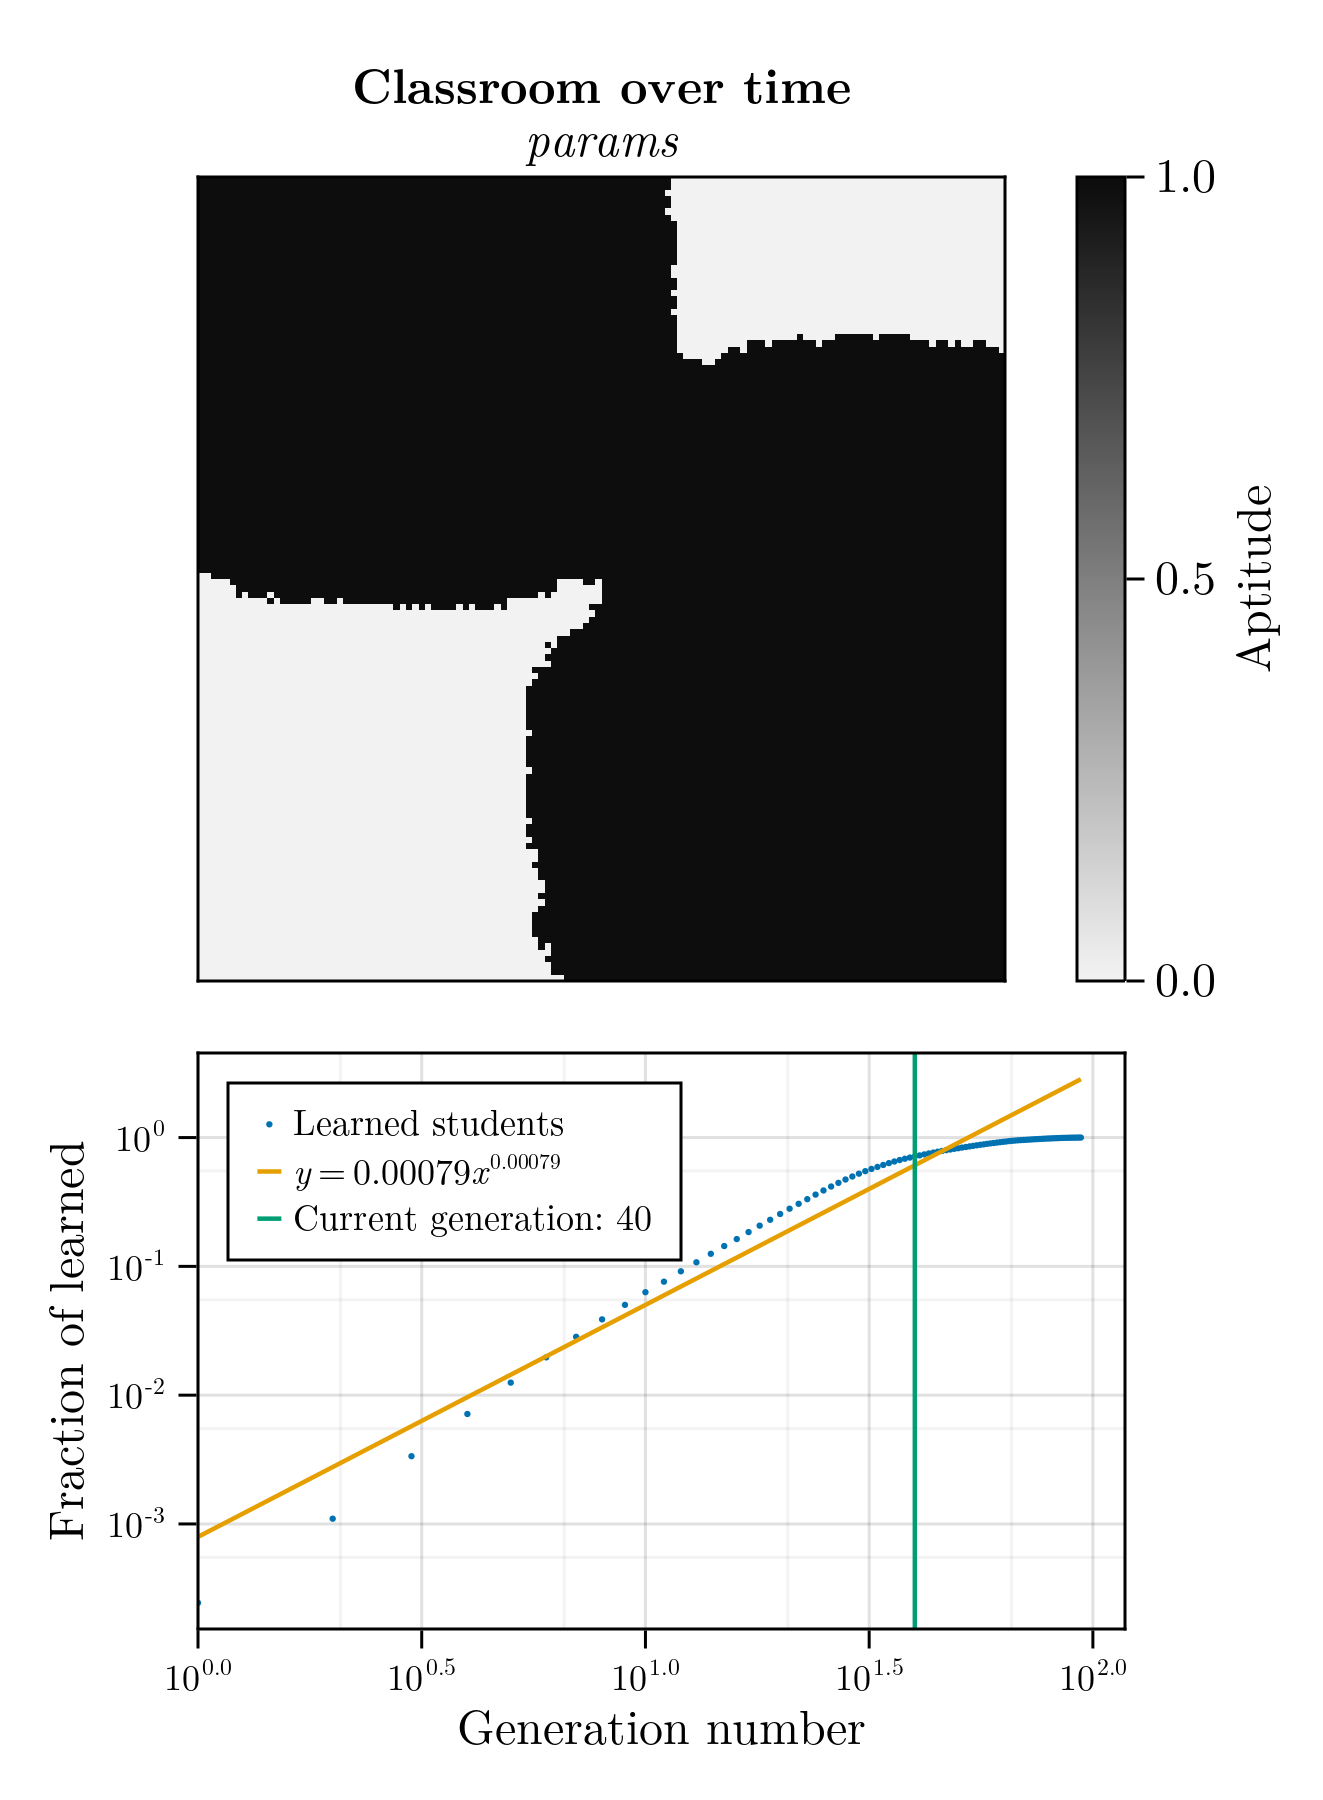 Classroom over time
params
1.0
0.5
0.0
Aptitude
Learned students
y = 0.00079x^0.00079
Current generation: 40
10^0
10^-1
10^-2
10^-3
Fraction of learned
10^0.0 10^0.5 10^1.0 10^1.5 10^2.0
Generation number